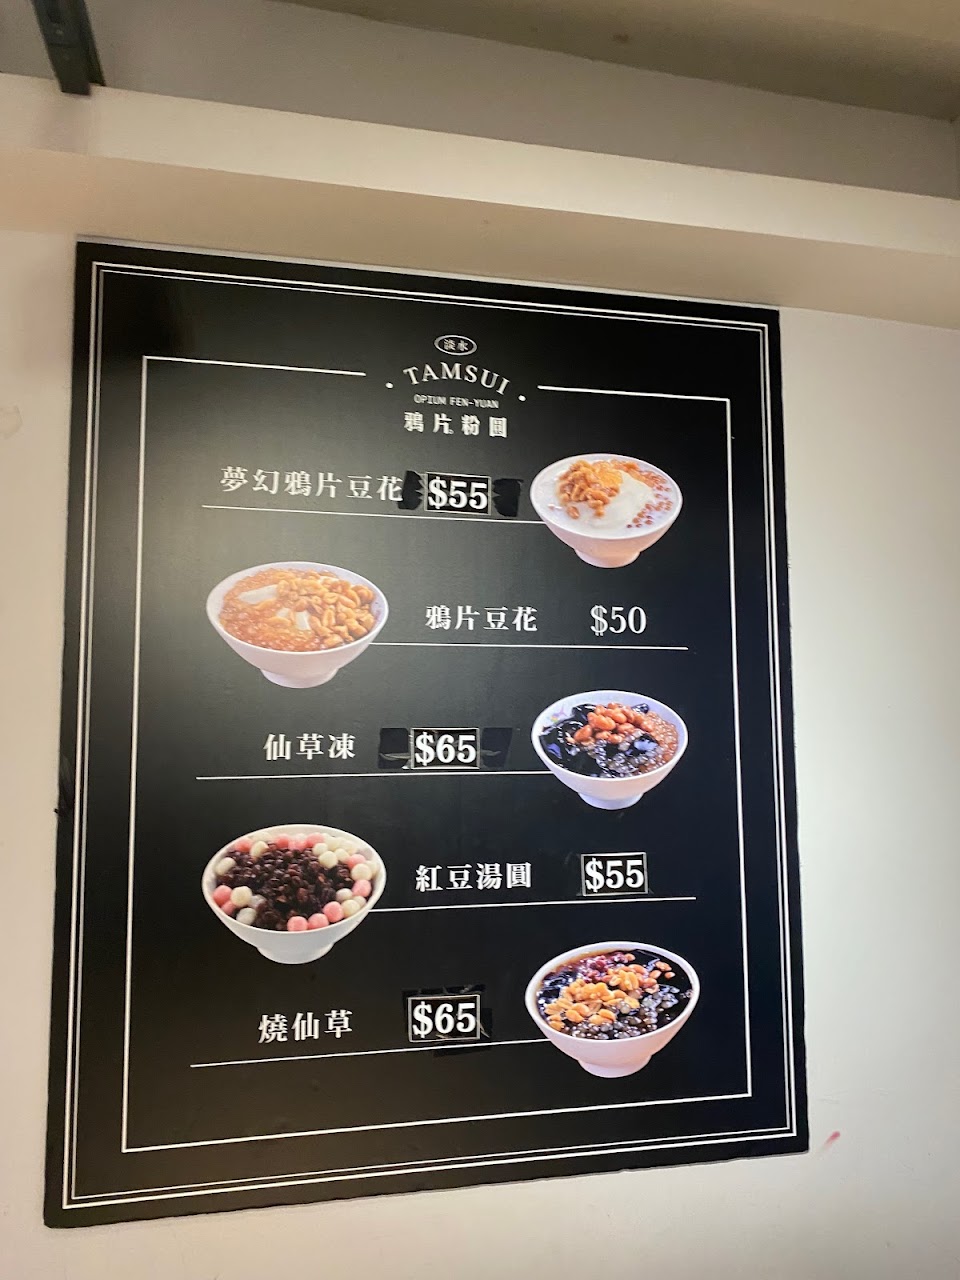 淡水
TAMSUI
OPIUM FEN-YUAN
鴉片粉圓
夢幻鴉片豆花 $55
鴉片豆花 $50
仙草凍 $65
紅豆湯圓 $55
燒仙草 $65